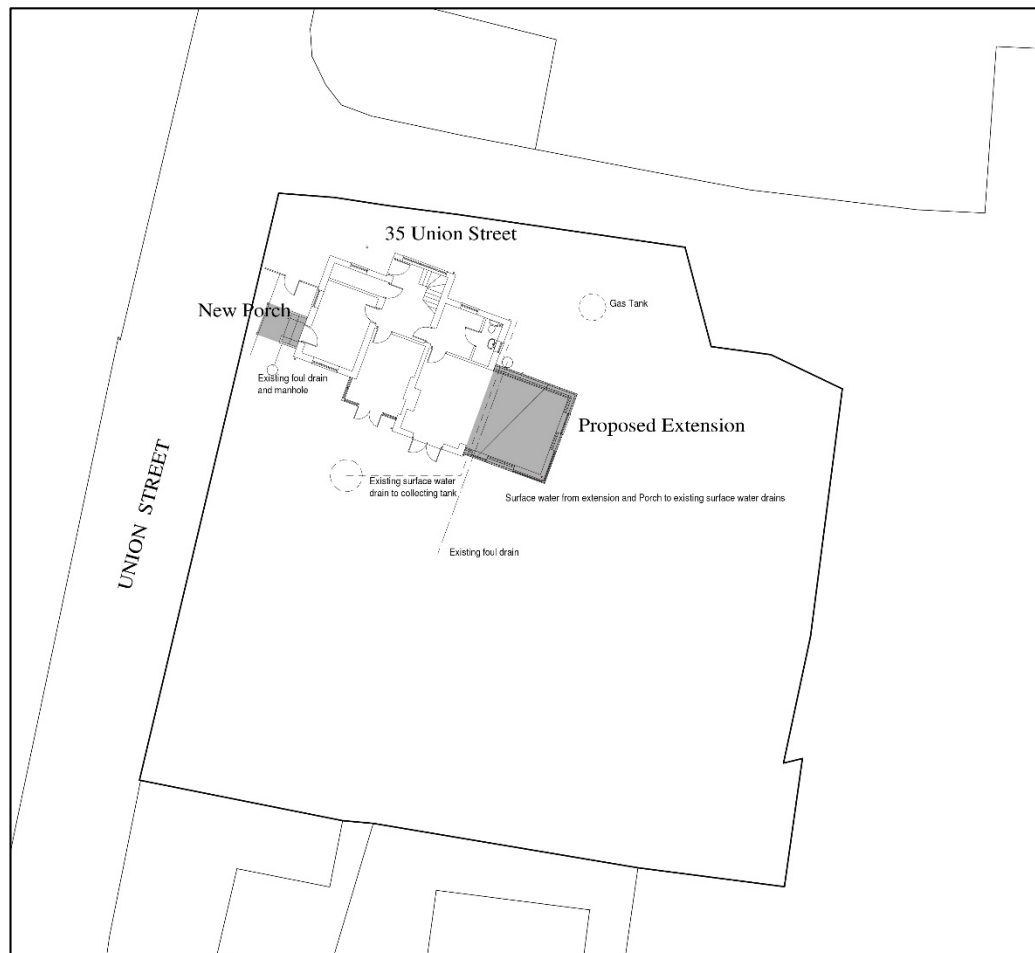 35 Union Street
New Porch
Gas Tank
Existing foul drain
and manhole
Proposed Extension
Existing surface water
drain to collecting tank
Surface water from extension and Porch to existing surface water drains
Existing foul drain
UNION STREET